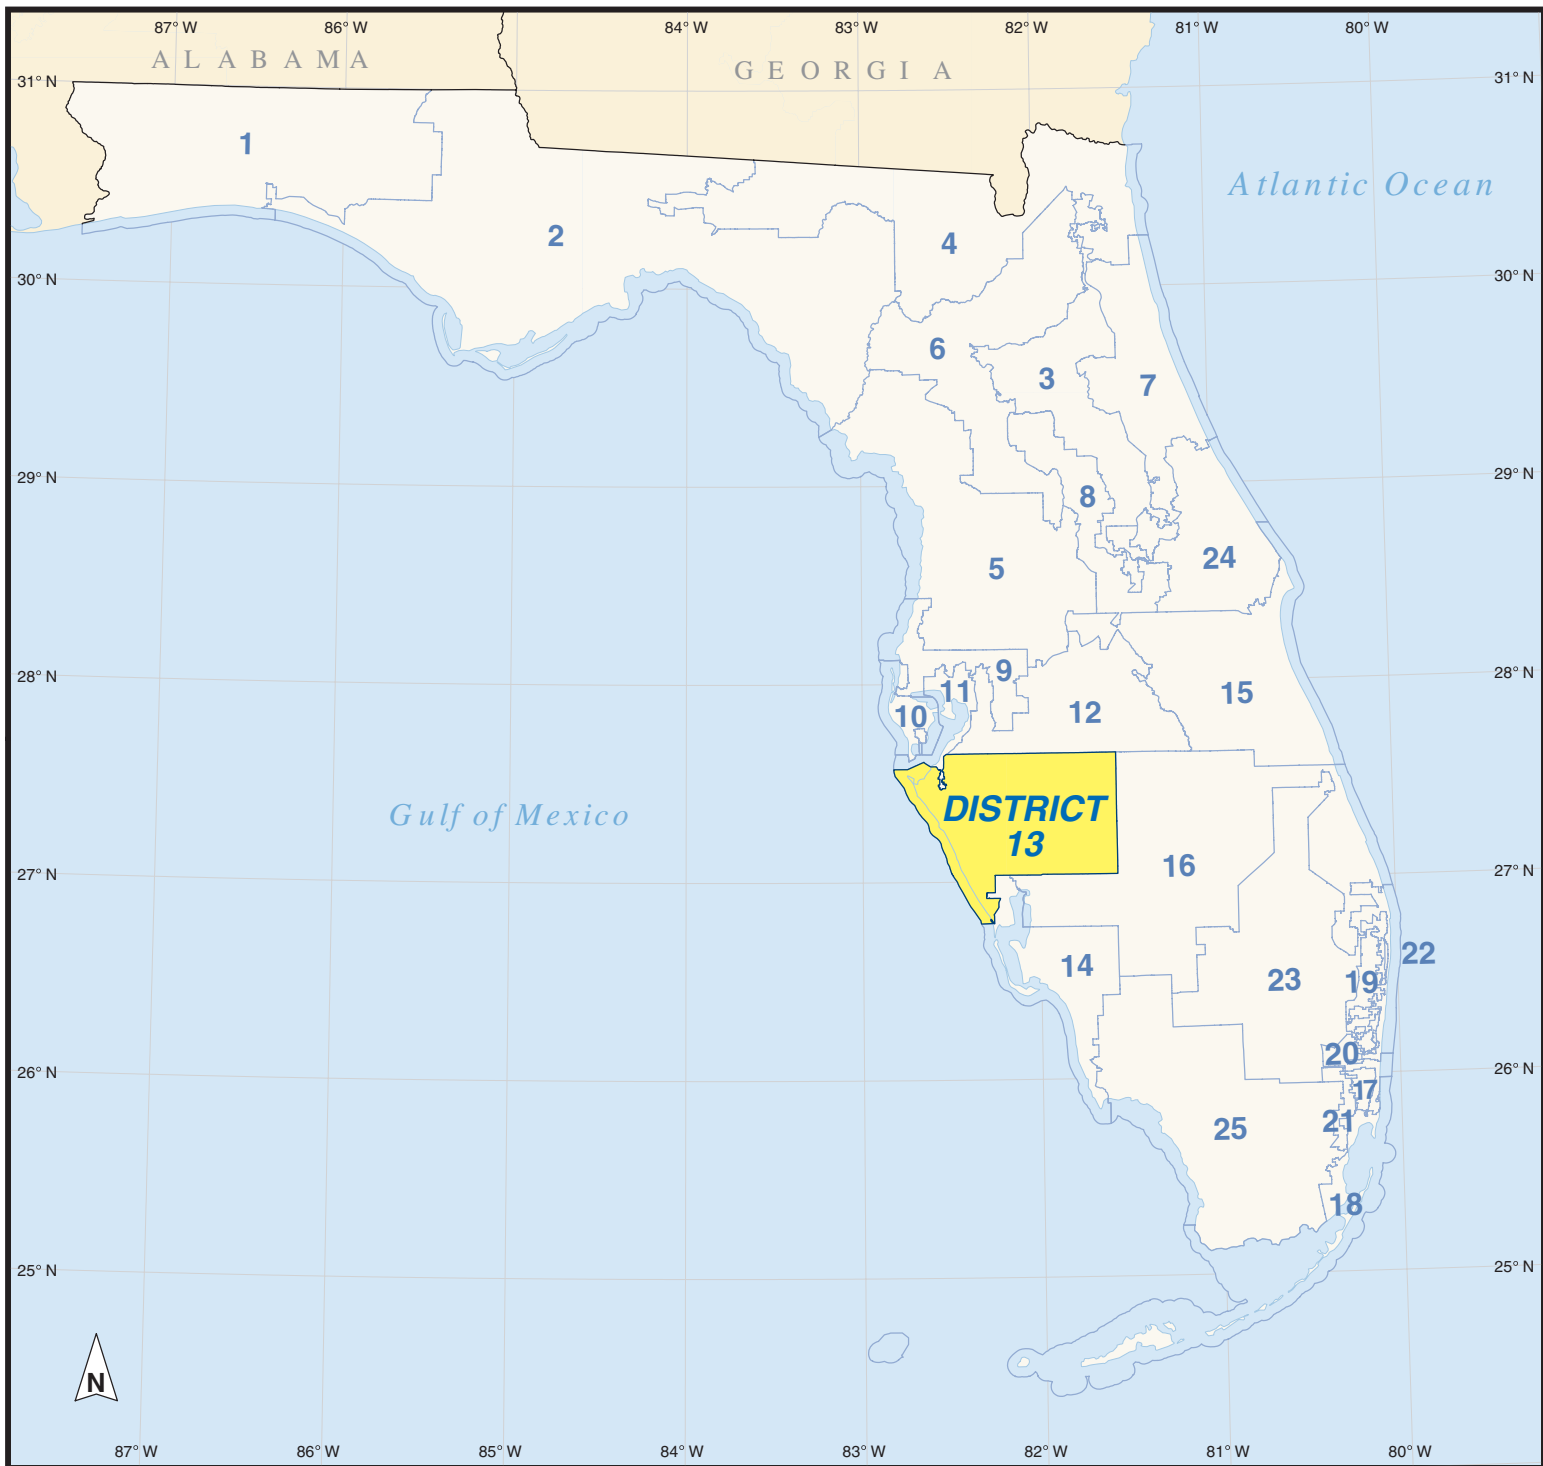 87° W 86° W 84° W 83° W 82° W 81° W 80° W
ALABAMA
GEORGIA
31° N 31° N
1
Atlantic Ocean
2
4
30° N 30° N
6
3
7
29° N 29° N
8
24
5
28° N 28° N
9
11
15
10
12
DISTRICT
13
Gulf of Mexico
16
27° N 27° N
22
14
23
19
20
26° N 26° N
17
21
25
18
25° N 25° N
N
87° W 86° W 85° W 84° W 83° W 82° W 81° W 80° W